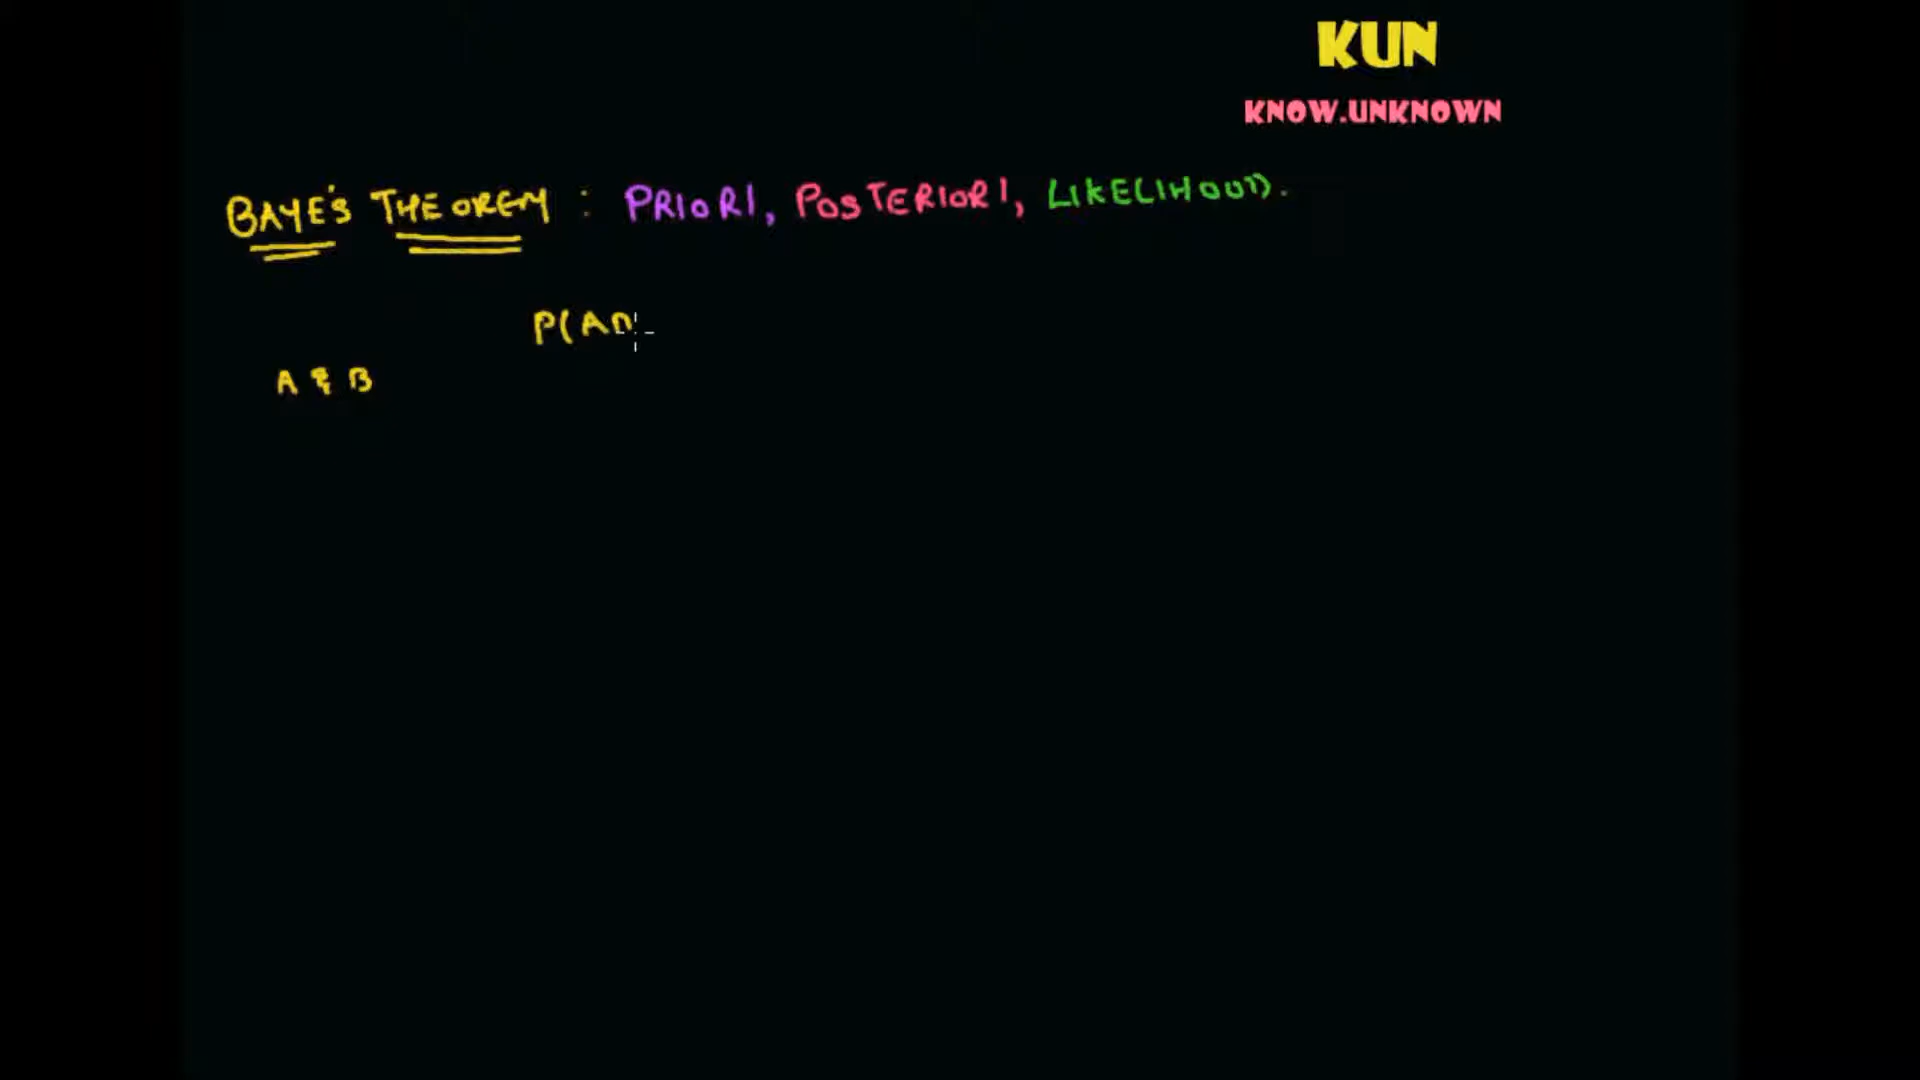 KUN
KNOW.UNKNOWN
BAYE'S THEOREM : PRIORI, POSTERIORI, LIKELIHOOD.
P(A∩
A & B